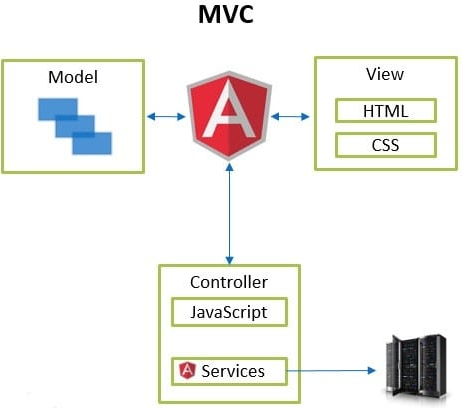 MVC
Model
A
View
HTML
CSS
Controller
JavaScript
A Services